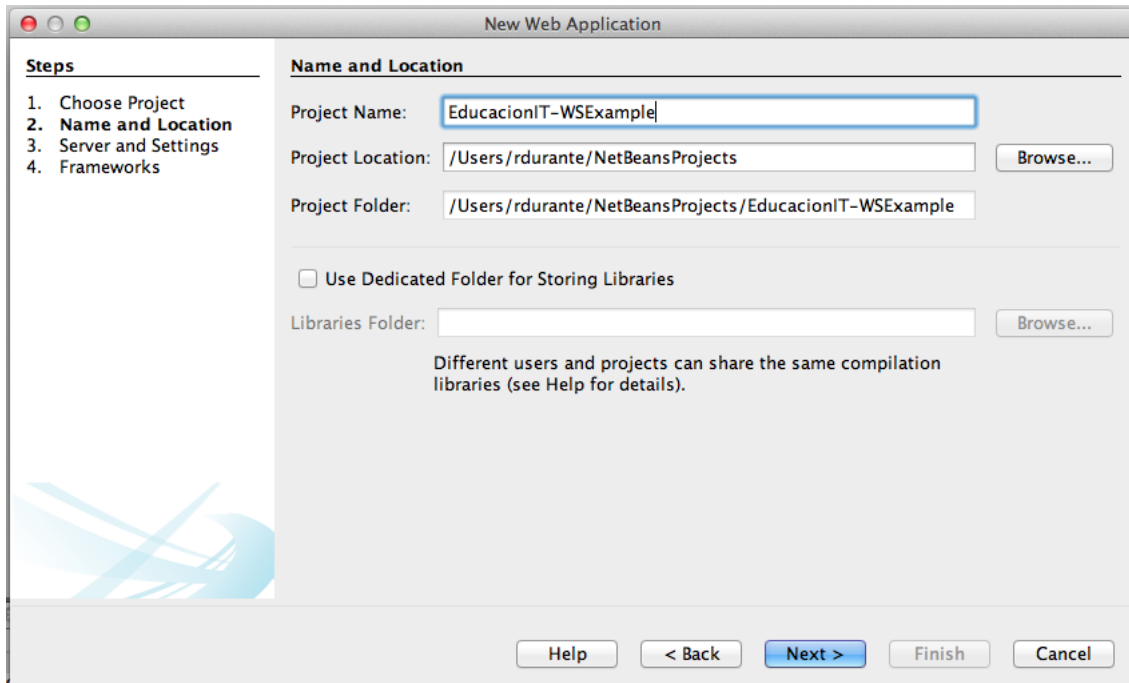 New Web Application
Steps
1. Choose Project
2. Name and Location
3. Server and Settings
4. Frameworks
Name and Location
Project Name: EducacionIT-WSExample
Project Location: /Users/rdurante/NetBeansProjects Browse...
Project Folder: /Users/rdurante/NetBeansProjects/EducacionIT-WSExample
Use Dedicated Folder for Storing Libraries
Libraries Folder: Browse...
Different users and projects can share the same compilation
libraries (see Help for details).
Help < Back Next > Finish Cancel